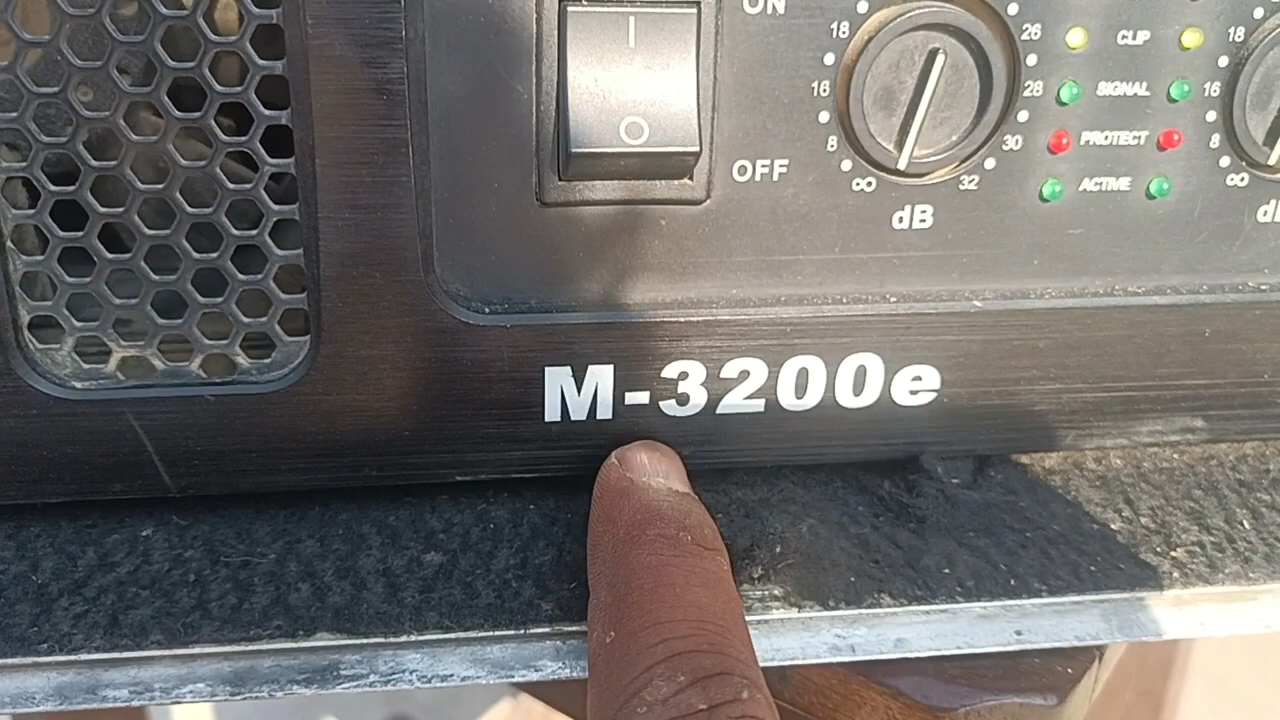 ON
OFF
I
O
18
16
8
∞
26
28
30
32
dB
CLIP
SIGNAL
PROTECT
ACTIVE
18
16
8
∞
M-3200e